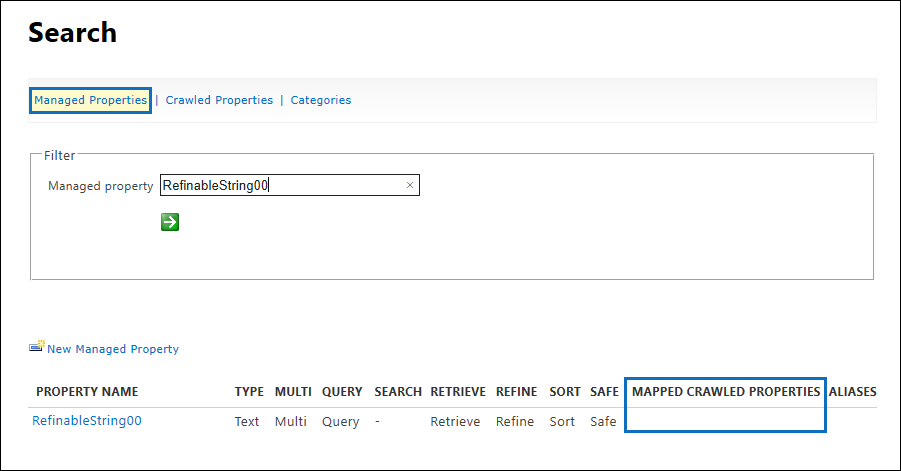 Search
Managed Properties | Crawled Properties | Categories
Filter
Managed property RefinableString00 ×
New Managed Property
PROPERTY NAME TYPE MULTI QUERY SEARCH RETRIEVE REFINE SORT SAFE MAPPED CRAWLED PROPERTIES ALIASES
RefinableString00 Text Multi Query - Retrieve Refine Sort Safe